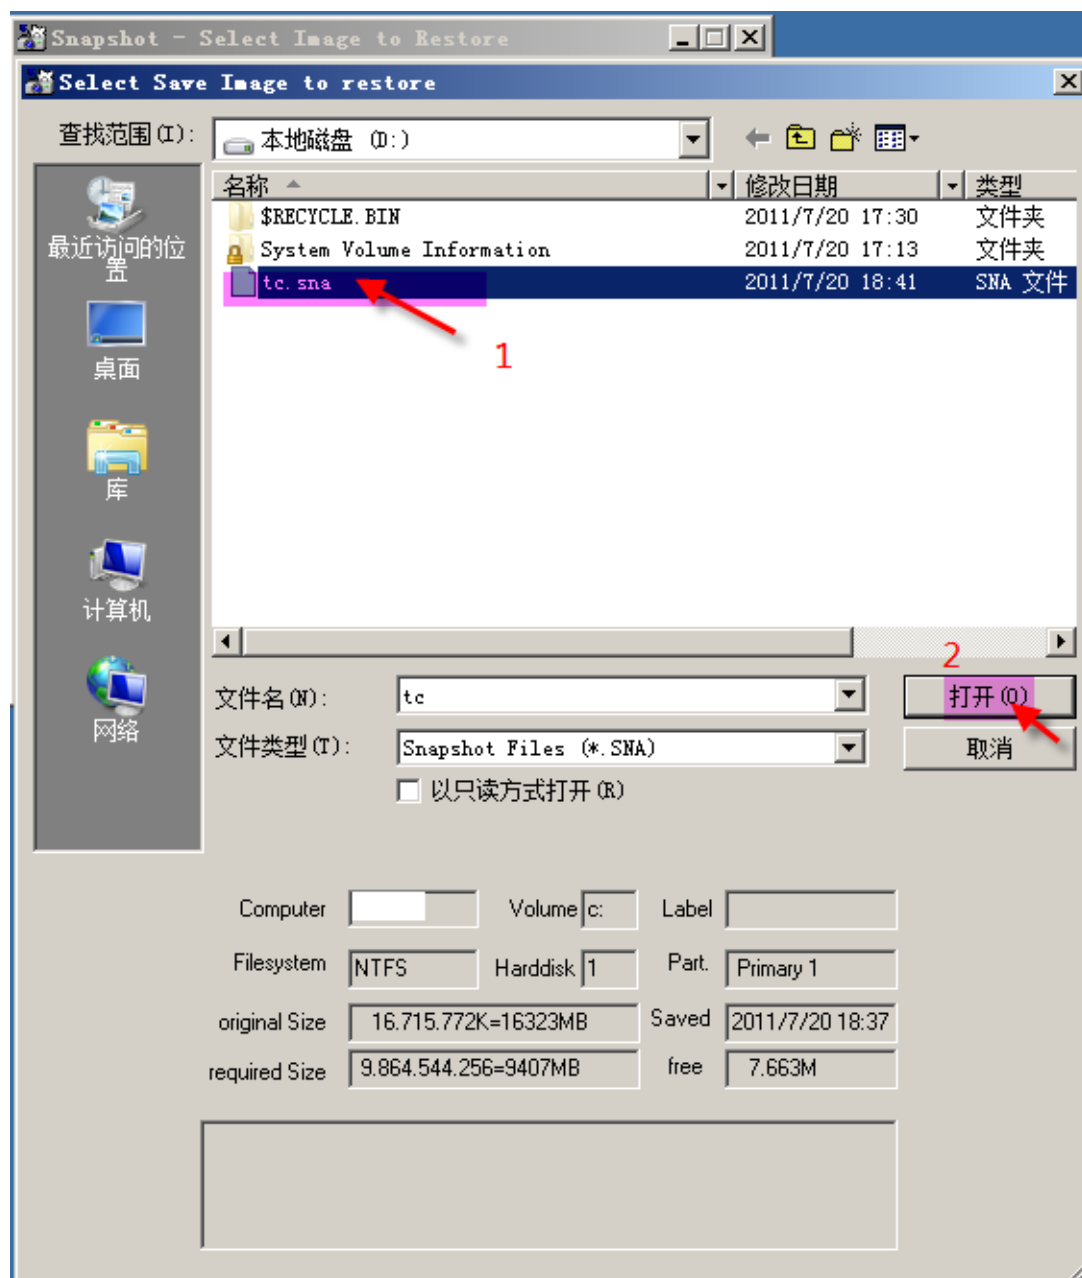 Snapshot - Select Image to Restore
Select Save Image to restore
查找范围(I):
本地磁盘 (D:)
名称 修改日期 类型
$RECYCLE.BIN 2011/7/20 17:30 文件夹
System Volume Information 2011/7/20 17:13 文件夹
tc.sna 2011/7/20 18:41 SNA 文件
最近访问的位
置
桌面
库
计算机
网络
1
2
文件名(N): tc 打开(O)
文件类型(T): Snapshot Files (*.SNA) 取消
以只读方式打开(R)
Computer Volume c: Label
Filesystem NTFS Harddisk 1 Part. Primary 1
original Size 16.715.772K=16323MB Saved 2011/7/20 18:37
required Size 9.864.544.256=9407MB free 7.663M